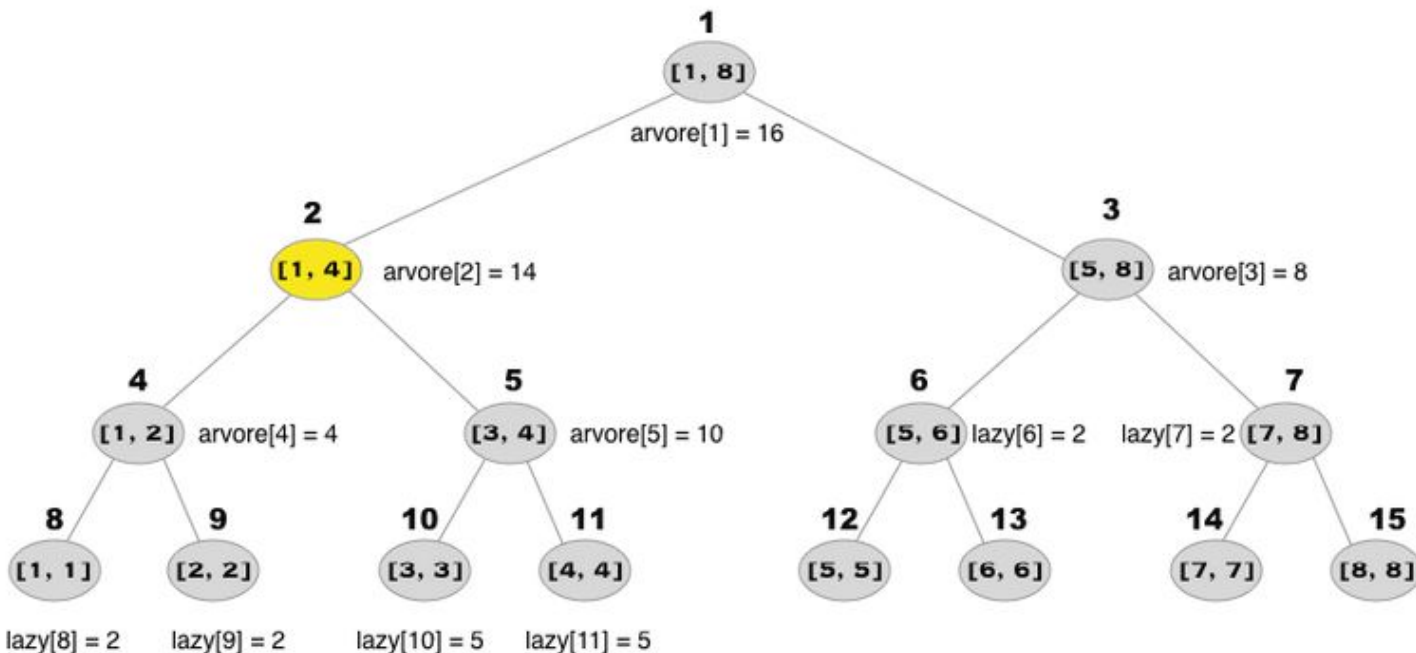 1
[1, 8]
arvore[1] = 16
2
3
[1, 4] arvore[2] = 14
[5, 8] arvore[3] = 8
4
5
6
7
[1, 2] arvore[4] = 4
[3, 4] arvore[5] = 10
[5, 6] lazy[6] = 2
lazy[7] = 2 [7, 8]
8
9
10
11
12
13
14
15
[1, 1]
[2, 2]
[3, 3]
[4, 4]
[5, 5]
[6, 6]
[7, 7]
[8, 8]
lazy[8] = 2
lazy[9] = 2
lazy[10] = 5
lazy[11] = 5